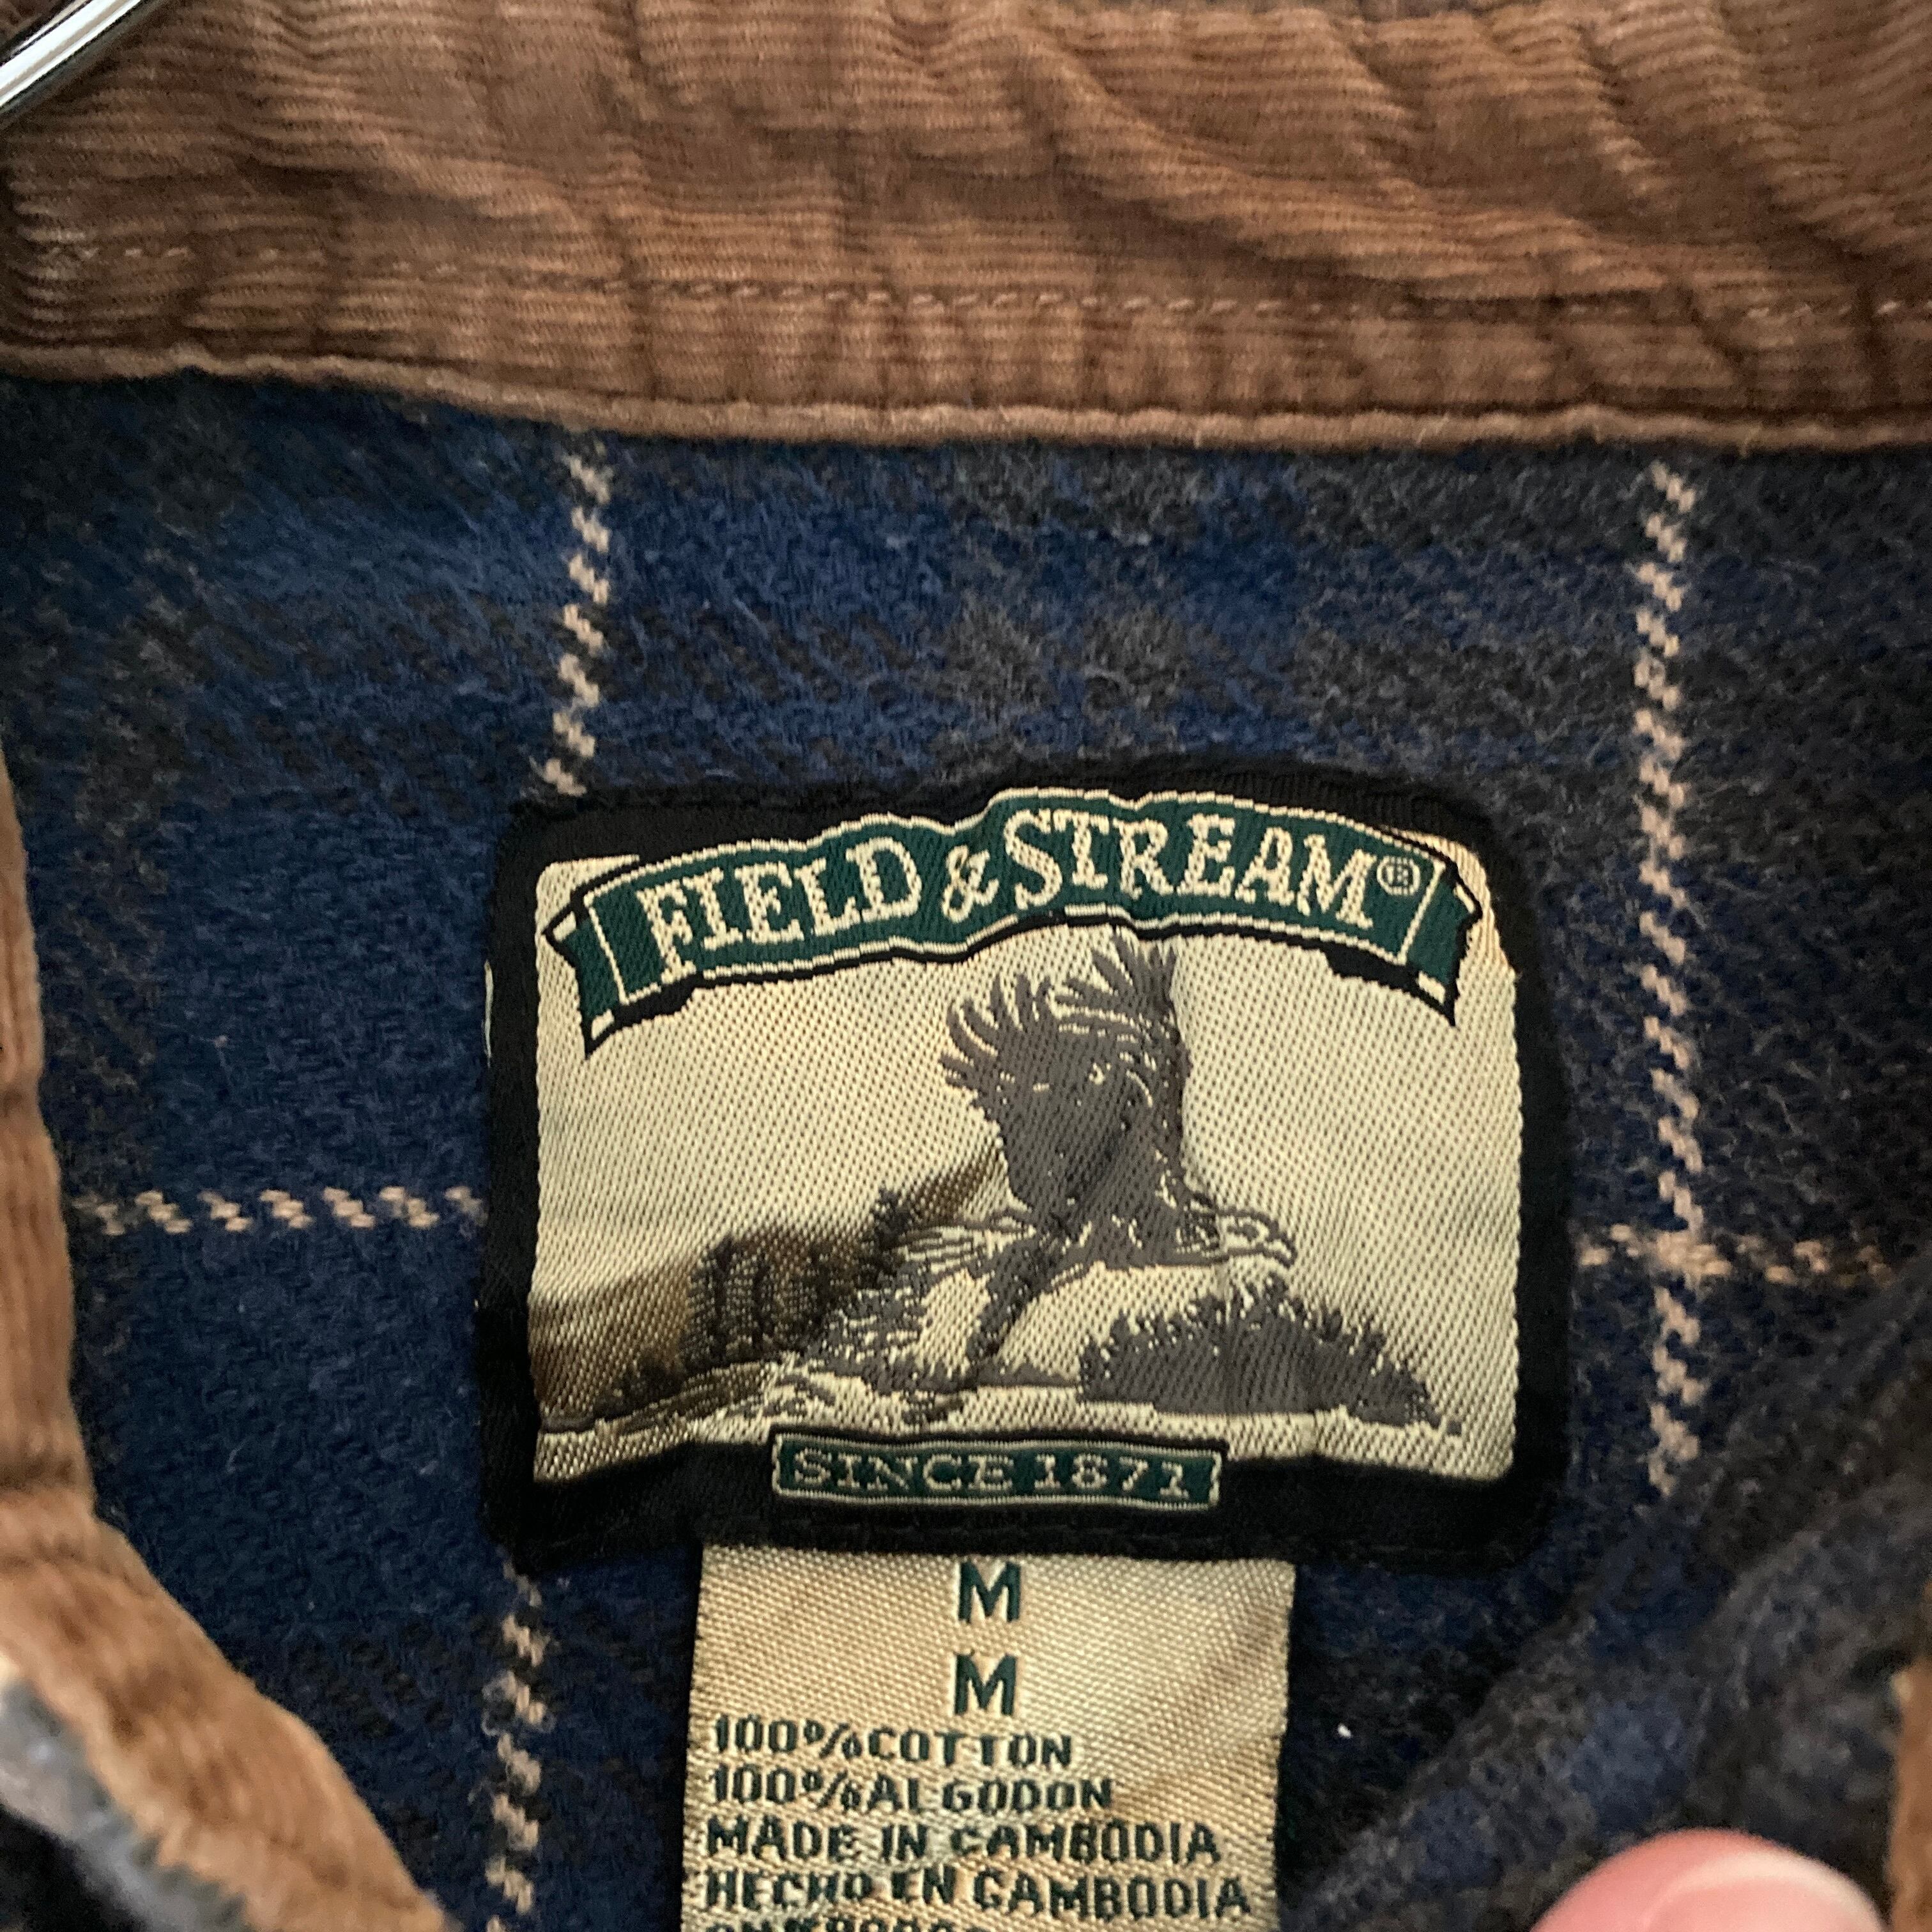 FIELD & STREAM®
SINCE 1871
M
M
100% COTTON
100% ALGODON
MADE IN CAMBODIA
HECHO EN CAMBODIA